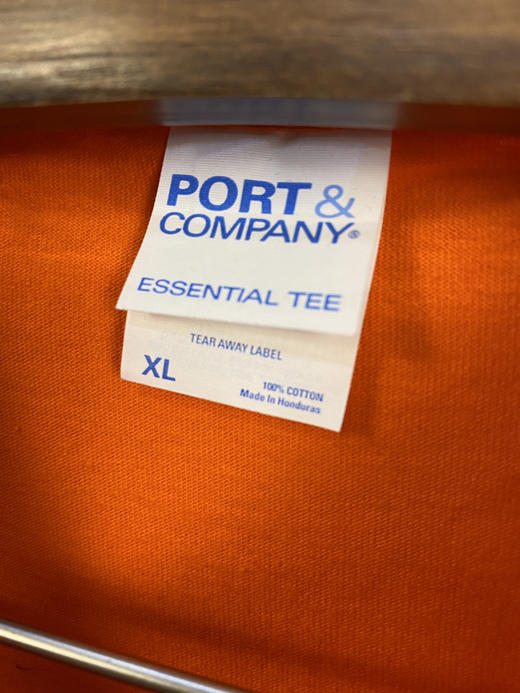 PORT &
COMPANY®
ESSENTIAL TEE
TEAR AWAY LABEL
XL
100% COTTON
Made In Honduras